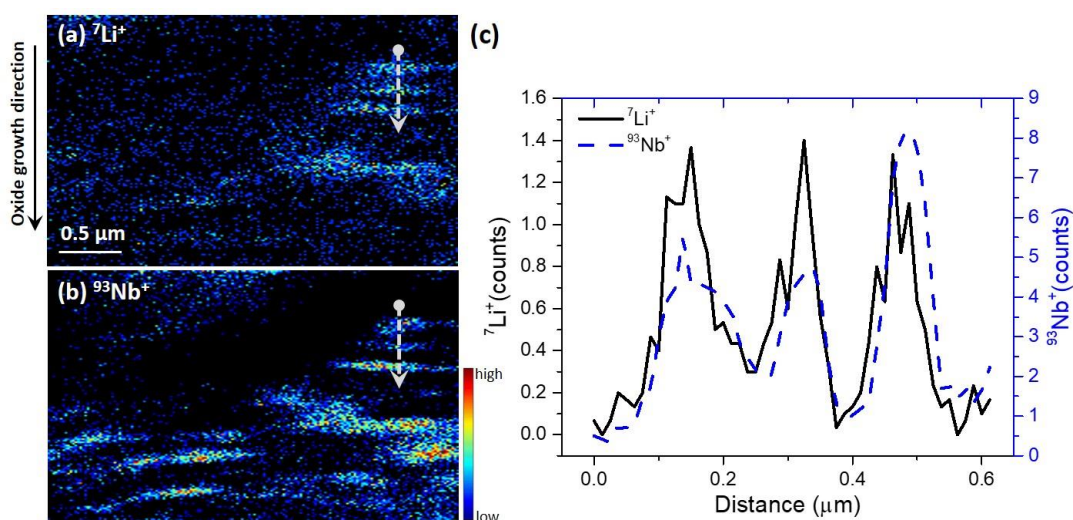 (a) ⁷Li⁺
Oxide growth direction
0.5 μm
(b) ⁹³Nb⁺
high
low
(c)
⁷Li⁺
⁹³Nb⁺
1.6
1.4
1.2
1.0
0.8
0.6
0.4
0.2
0.0
⁷Li⁺(counts)
9
8
7
6
5
4
3
2
1
0
⁹³Nb⁺(counts)
0.0 0.2 0.4 0.6
Distance (μm)